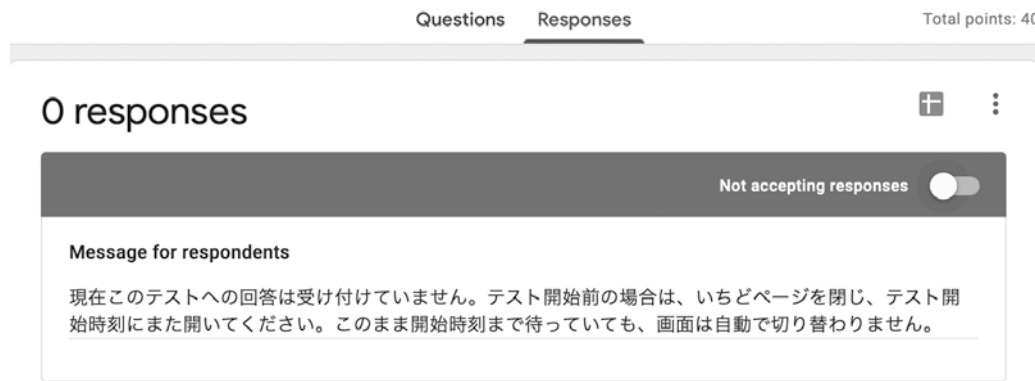 Questions Responses Total points: 40
0 responses
Not accepting responses
Message for respondents
現在このテストへの回答は受け付けていません。テスト開始前の場合は、いちどページを閉じ、テスト開
始時刻にまた開いてください。このまま開始時刻まで待っていても、画面は自動で切り替わりません。